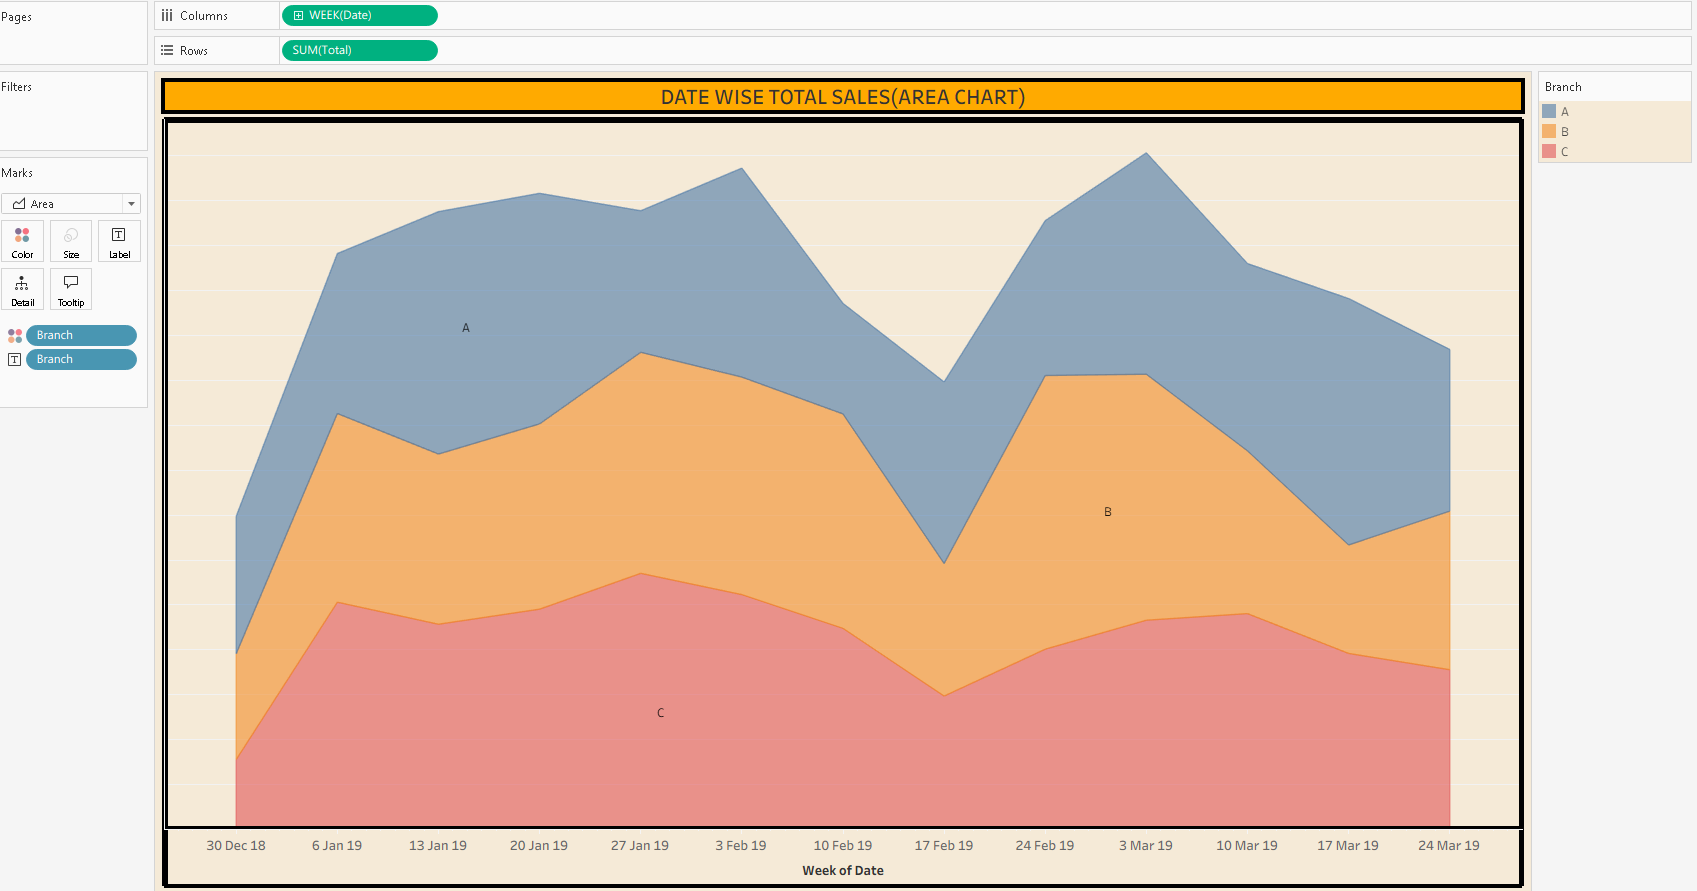 Pages
Columns
WEEK(Date)
Rows
SUM(Total)
Filters
DATE WISE TOTAL SALES(AREA CHART)
Branch
A
B
C
Marks
Area
Color
Size
T
Label
Detail
Tooltip
Branch
T
Branch
A
B
C
30 Dec 18
6 Jan 19
13 Jan 19
20 Jan 19
27 Jan 19
3 Feb 19
10 Feb 19
17 Feb 19
24 Feb 19
3 Mar 19
10 Mar 19
17 Mar 19
24 Mar 19
Week of Date